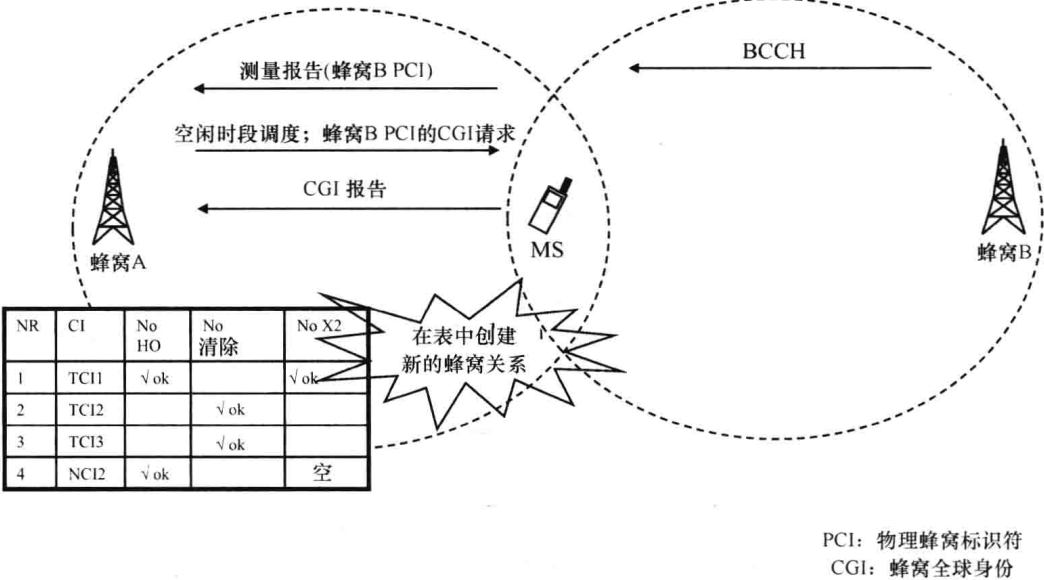 BCCH
测量报告(蜂窝B PCI)
空闲时段调度；蜂窝B PCI的CGI请求
CGI 报告
蜂窝A
MS
蜂窝B
在表中创建
新的蜂窝关系
NR CI No HO No 清除 No X2
1 TCI1 √ ok √ ok
2 TCI2 √ ok
3 TCI3 √ ok
4 NCI2 √ ok 空
PCI：物理蜂窝标识符
CGI：蜂窝全球身份